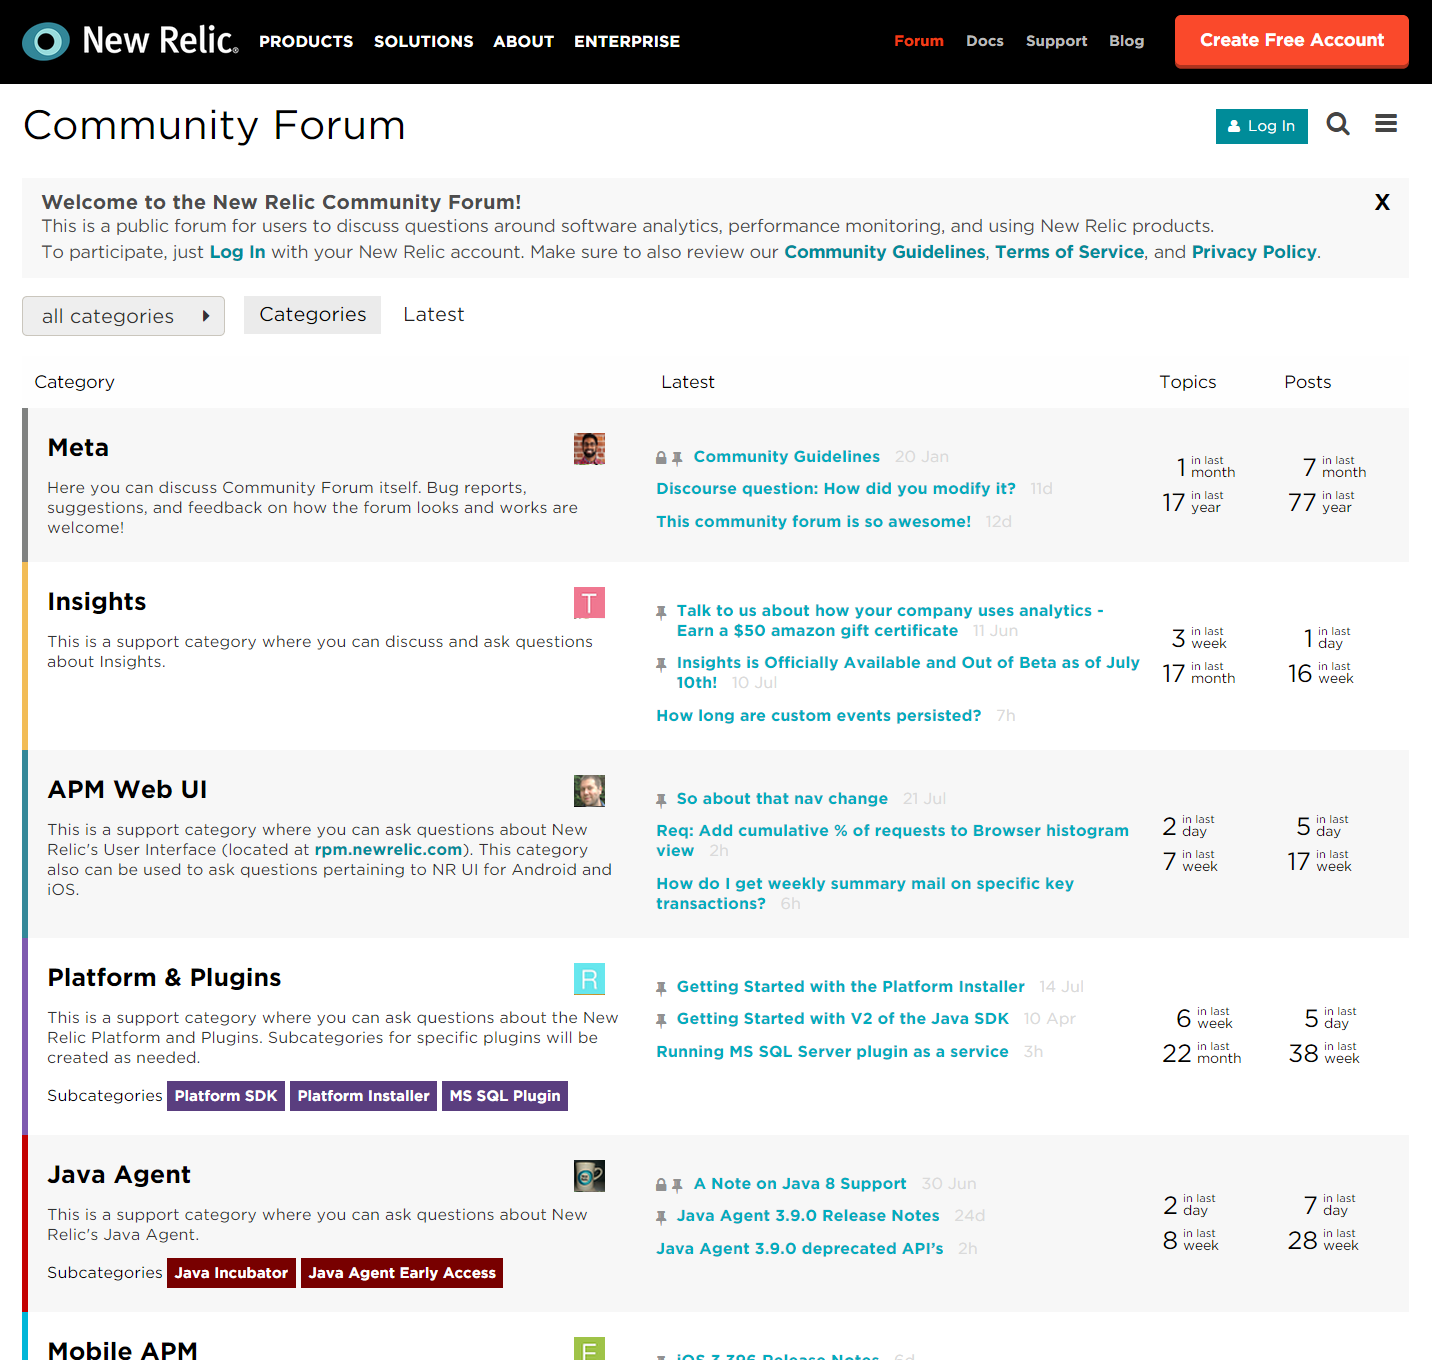 New Relic® PRODUCTS SOLUTIONS ABOUT ENTERPRISE Forum Docs Support Blog Create Free Account
Community Forum
Log In
Welcome to the New Relic Community Forum! X
This is a public forum for users to discuss questions around software analytics, performance monitoring, and using New Relic products.
To participate, just Log In with your New Relic account. Make sure to also review our Community Guidelines, Terms of Service, and Privacy Policy.
all categories Categories Latest
Category Latest Topics Posts
Meta
Here you can discuss Community Forum itself. Bug reports,
suggestions, and feedback on how the forum looks and works are
welcome!
Community Guidelines 20 Jan
Discourse question: How did you modify it? 11d
This community forum is so awesome! 12d
1 in last month
17 in last year
7 in last month
77 in last year
Insights
T
This is a support category where you can discuss and ask questions
about Insights.
Talk to us about how your company uses analytics -
Earn a $50 amazon gift certificate 11 Jun
Insights is Officially Available and Out of Beta as of July
10th! 10 Jul
How long are custom events persisted? 7h
3 in last week
17 in last month
1 in last day
16 in last week
APM Web UI
This is a support category where you can ask questions about New
Relic's User Interface (located at rpm.newrelic.com). This category
also can be used to ask questions pertaining to NR UI for Android and
iOS.
So about that nav change 21 Jul
Req: Add cumulative % of requests to Browser histogram
view 2h
How do I get weekly summary mail on specific key
transactions? 6h
2 in last day
7 in last week
5 in last day
17 in last week
Platform & Plugins
R
This is a support category where you can ask questions about the New
Relic Platform and Plugins. Subcategories for specific plugins will be
created as needed.
Subcategories Platform SDK Platform Installer MS SQL Plugin
Getting Started with the Platform Installer 14 Jul
Getting Started with V2 of the Java SDK 10 Apr
Running MS SQL Server plugin as a service 3h
6 in last week
22 in last month
5 in last day
38 in last week
Java Agent
This is a support category where you can ask questions about New
Relic's Java Agent.
Subcategories Java Incubator Java Agent Early Access
A Note on Java 8 Support 30 Jun
Java Agent 3.9.0 Release Notes 24d
Java Agent 3.9.0 deprecated API's 2h
2 in last day
8 in last week
7 in last day
28 in last week
Mobile APM
iOS 3.396 Release Notes 6d